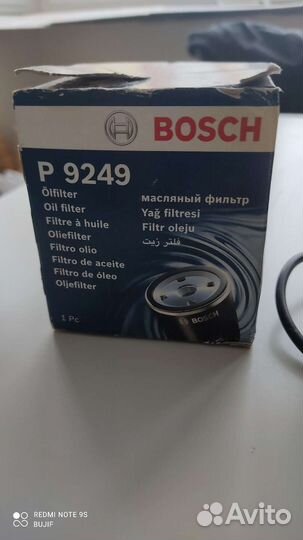 BOSCH
P 9249
Ölfilter
Oil filter
Filtre à huile
Oliefilter
Filtro olio
Filtro de aceite
Filtro de óleo
Oljefilter
1 Pc
масляный фильтр
Yağ filtresi
Filtr oleju
فلتر زيت
BOSCH
REDMI NOTE 9S
BUJIF
Avito